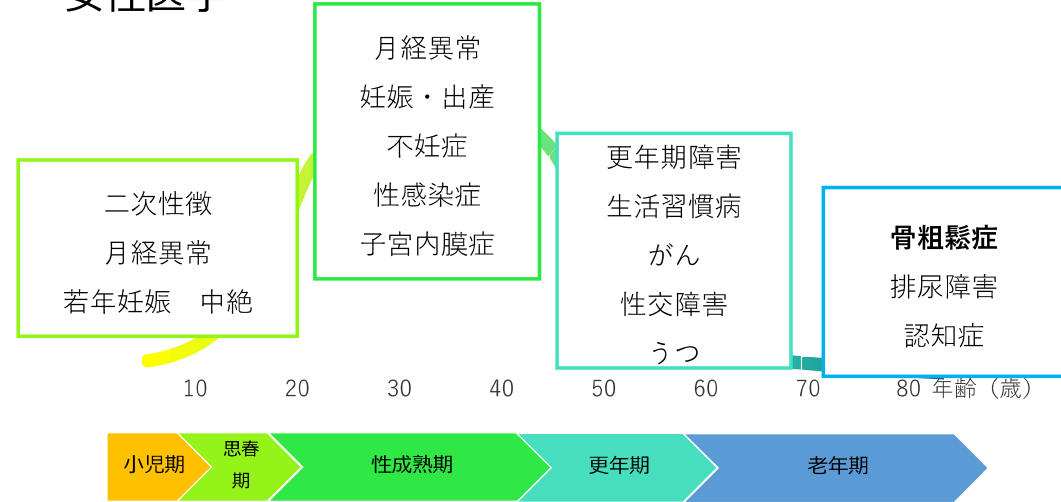 女性医学
月経異常
妊娠・出産
不妊症
性感染症
子宮内膜症
二次性徴
月経異常
若年妊娠　中絶
更年期障害
生活習慣病
がん
性交障害
うつ
骨粗鬆症
排尿障害
認知症
10 20 30 40 50 60 70 80 年齢（歳）
小児期
思春
期
性成熟期
更年期
老年期